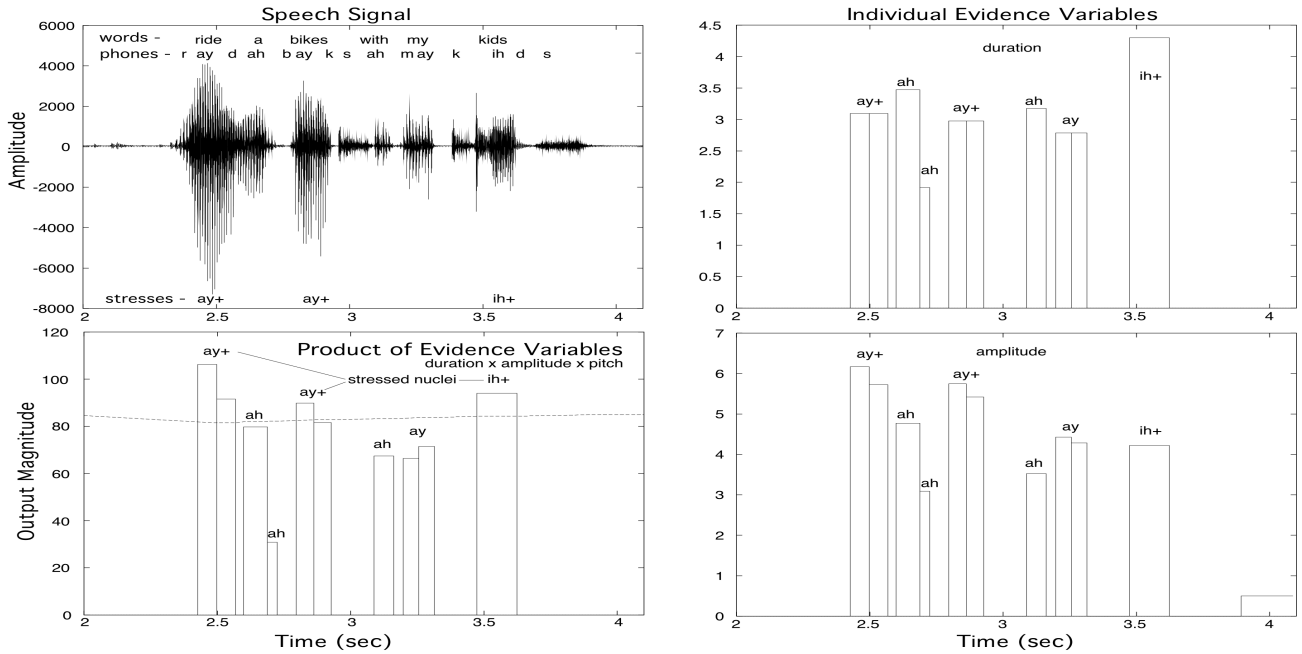 Speech Signal
6000
4000
2000
0
-2000
-4000
-6000
-8000
Amplitude
words - ride a bikes with my kids
phones - r ay d ah b ay k s ah m ay k ih d s
stresses - ay+ ay+ ih+
2 2.5 3 3.5 4
Individual Evidence Variables
4.5
4
3.5
3
2.5
2
1.5
1
0.5
0
duration
ay+ ah ah ay+ ah ay ih+
2 2.5 3 3.5 4
120
100
80
60
40
20
0
Output Magnitude
Product of Evidence Variables
duration x amplitude x pitch
stressed nuclei
ay+ ah ah ay+ ah ay ih+
2 2.5 3 3.5 4
Time (sec)
7
6
5
4
3
2
1
0
amplitude
ay+ ah ah ay+ ah ay ih+
2 2.5 3 3.5 4
Time (sec)